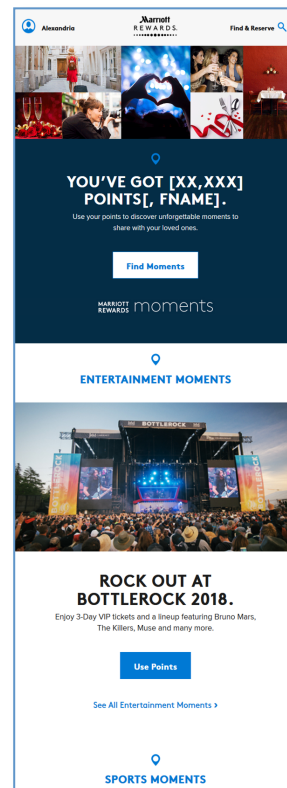 Alexandria
Marriott
REWARDS.
Find & Reserve
YOU'VE GOT [XX,XXX]
POINTS[, FNAME].
Use your points to discover unforgettable moments to
share with your loved ones.
Find Moments
MARRIOTT
REWARDS moments
ENTERTAINMENT MOMENTS
BOTTLEROCK
BOTTLEROCK
BOTTLEROCK
ROCK OUT AT
BOTTLEROCK 2018.
Enjoy 3-Day VIP tickets and a lineup featuring Bruno Mars,
The Killers, Muse and many more.
Use Points
See All Entertainment Moments ›
SPORTS MOMENTS